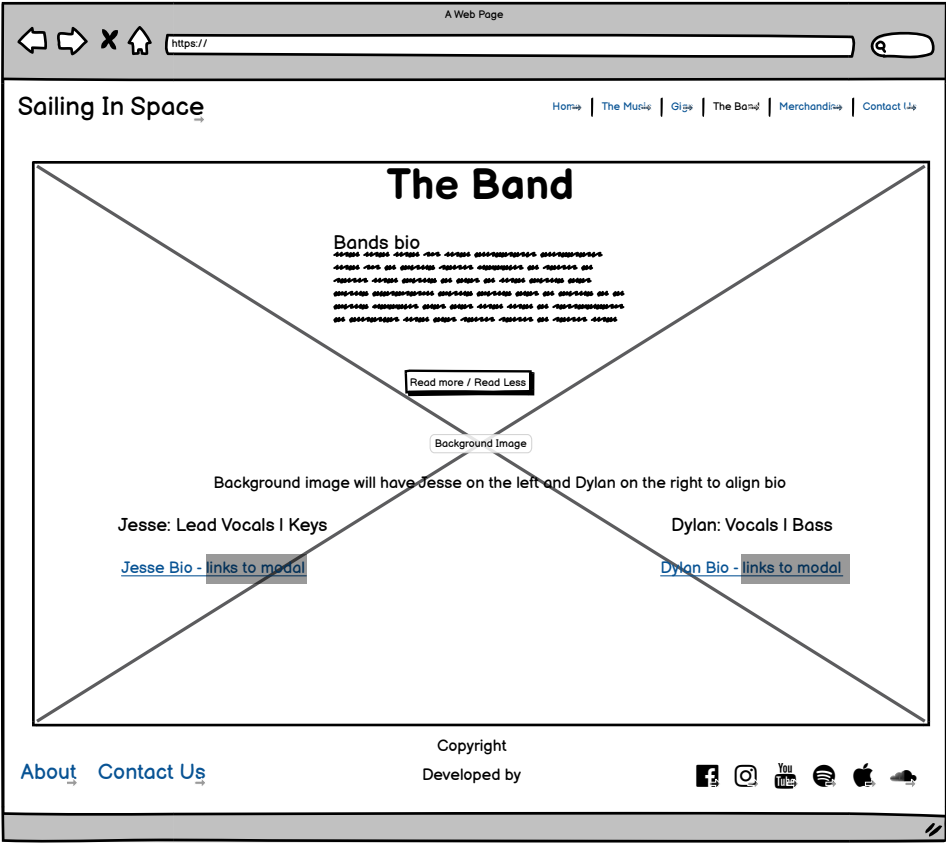 A Web Page
https://
Sailing In Space
Home The Music Gigs The Band Merchandise Contact Us
The Band
Bands bio
Read more / Read Less
Background Image
Background image will have Jesse on the left and Dylan on the right to align bio
Jesse: Lead Vocals | Keys
Dylan: Vocals | Bass
Jesse Bio - links to modal
Dylan Bio - links to modal
Copyright
About Contact Us
Developed by
You
Tube